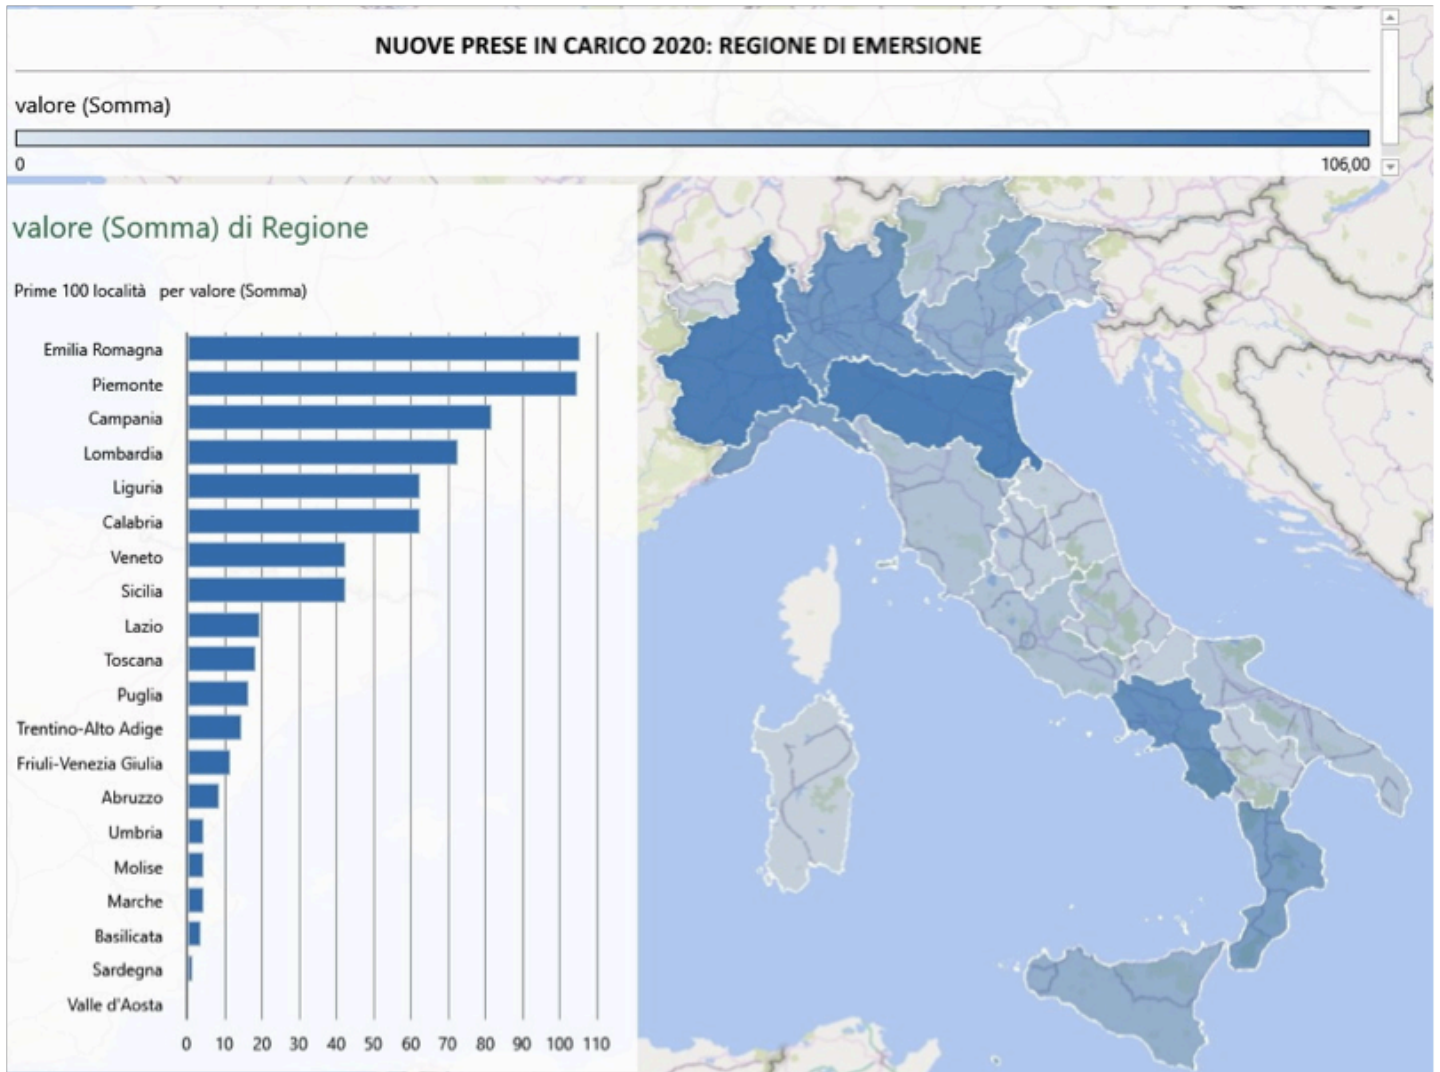 NUOVE PRESE IN CARICO 2020: REGIONE DI EMERSIONE
valore (Somma)
0 106,00
valore (Somma) di Regione
Prime 100 località per valore (Somma)
Emilia Romagna
Piemonte
Campania
Lombardia
Liguria
Calabria
Veneto
Sicilia
Lazio
Toscana
Puglia
Trentino-Alto Adige
Friuli-Venezia Giulia
Abruzzo
Umbria
Molise
Marche
Basilicata
Sardegna
Valle d'Aosta
0 10 20 30 40 50 60 70 80 90 100 110